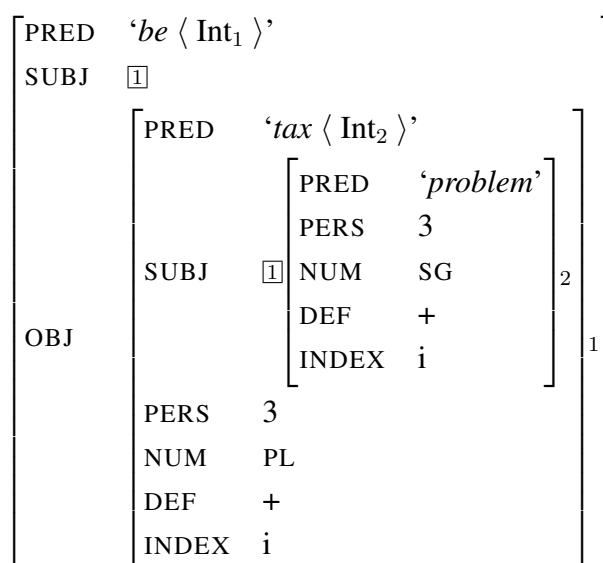 PRED ‘be ⟨ Int₁ ⟩’
SUBJ 1
PRED ‘tax ⟨ Int₂ ⟩’
PRED ‘problem’
PERS 3
SUBJ 1 NUM SG 2
DEF +
OBJ 1
INDEX i
PERS 3
NUM PL
DEF +
INDEX i